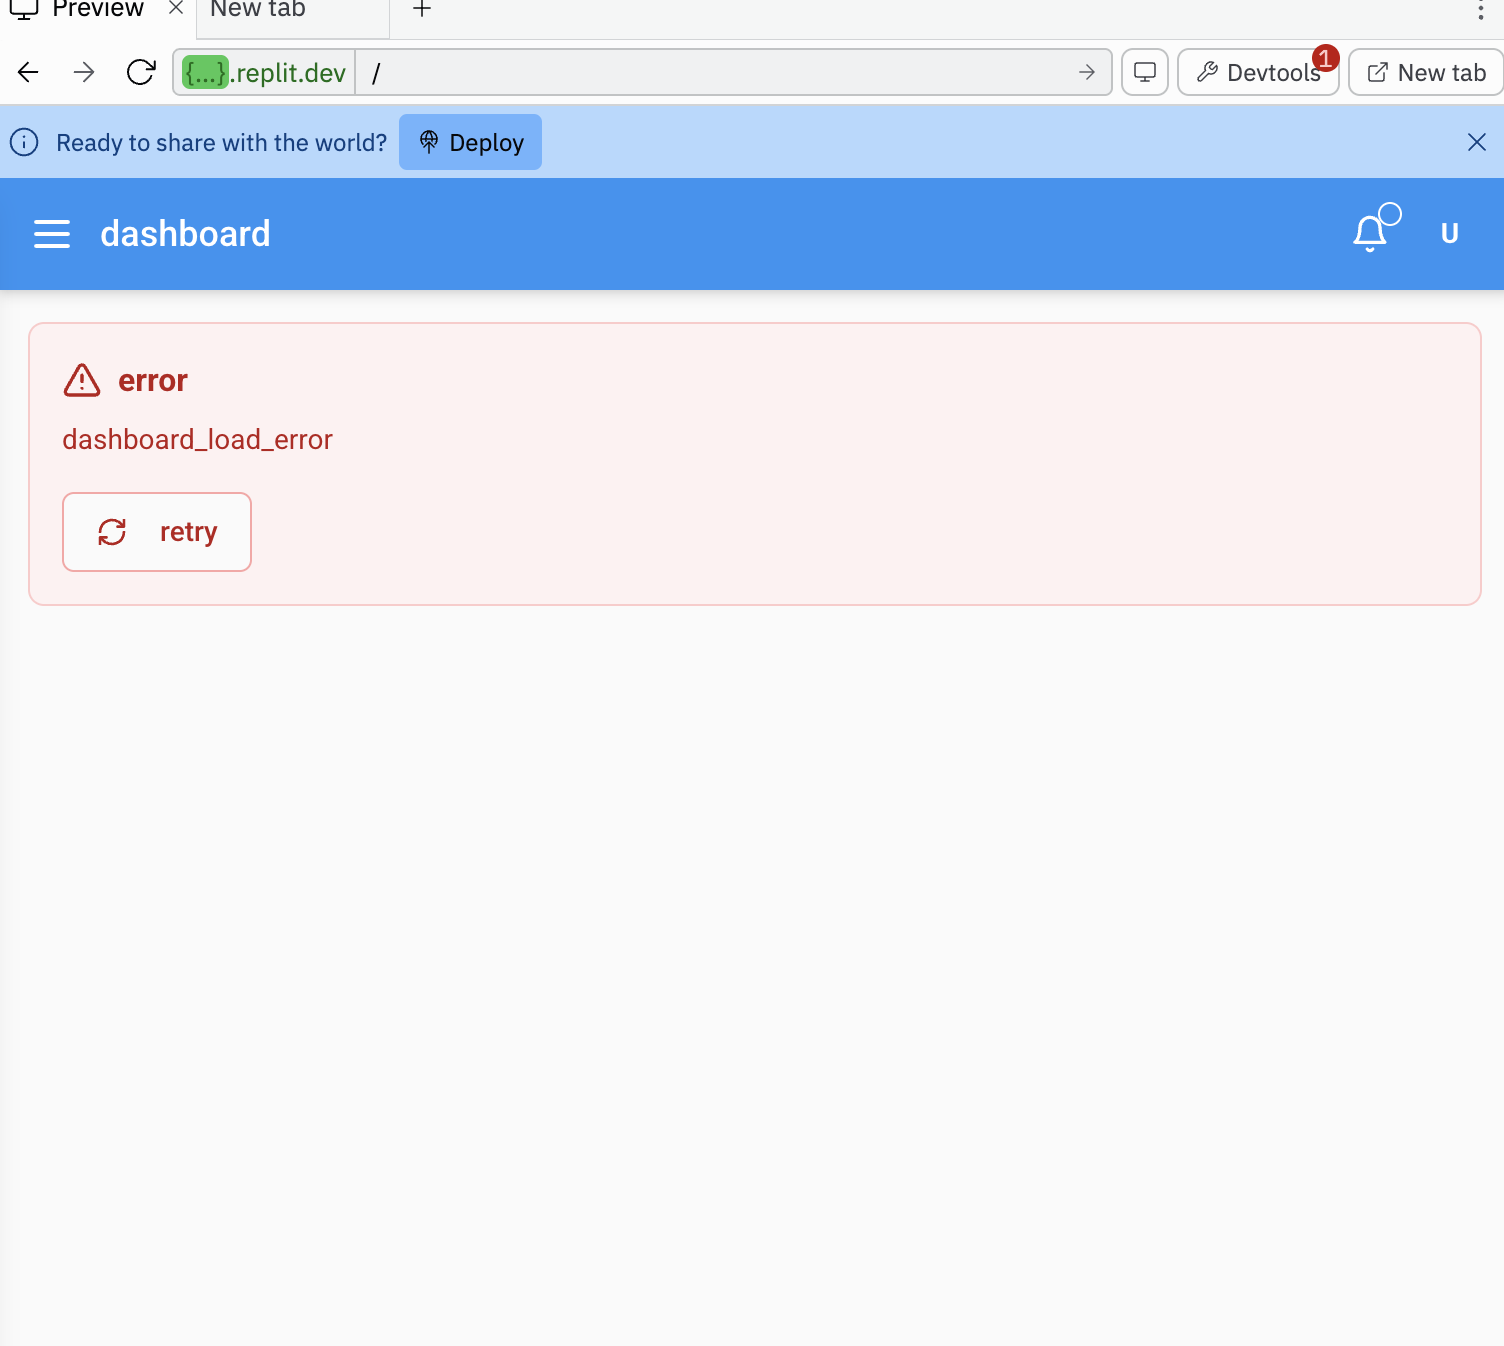 Preview New tab
{...}.replit.dev / Devtools 1 New tab
Ready to share with the world? Deploy
dashboard U
error
dashboard_load_error
retry